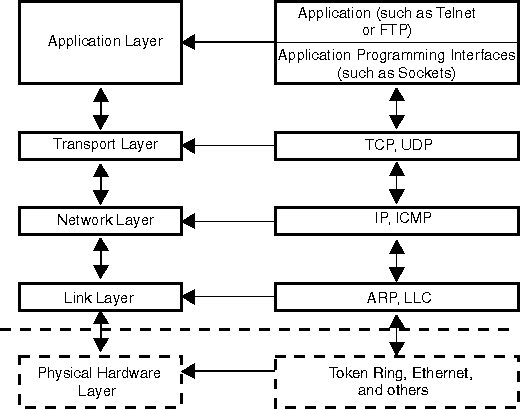 Application Layer
Application (such as Telnet
or FTP)
Application Programming Interfaces
(such as Sockets)
Transport Layer
TCP, UDP
Network Layer
IP, ICMP
Link Layer
ARP, LLC
Physical Hardware
Layer
Token Ring, Ethernet,
and others